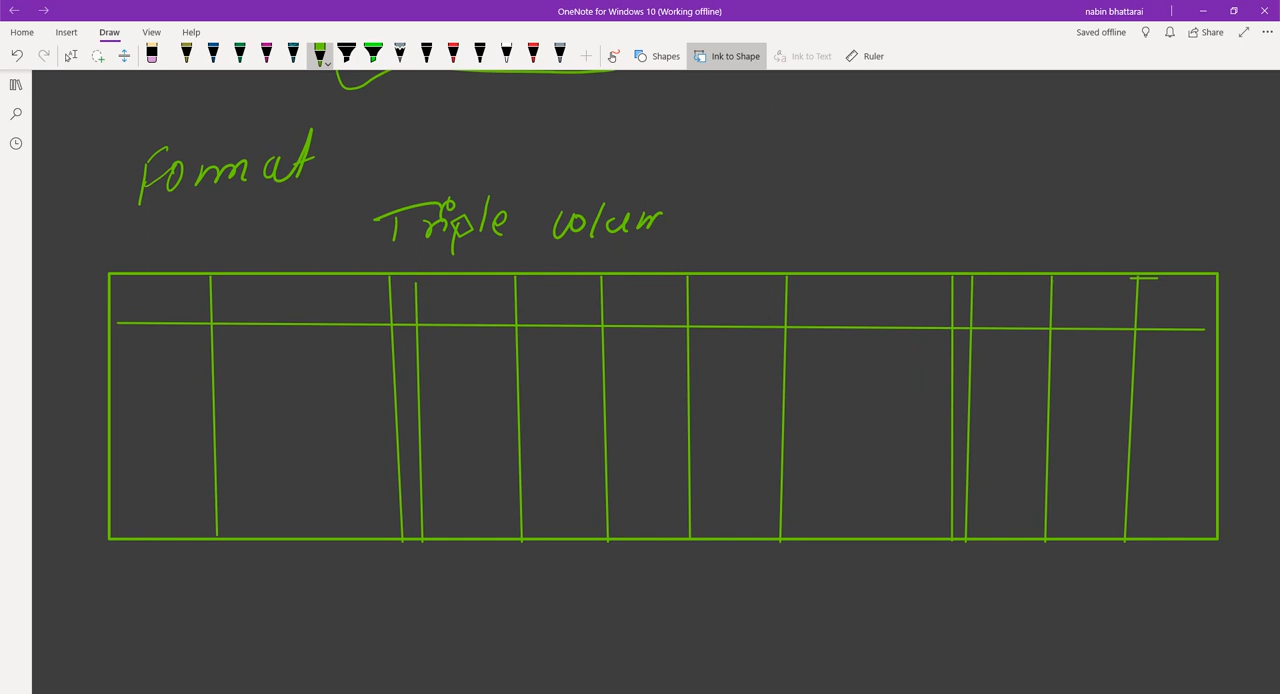 OneNote for Windows 10 (Working offline)
nabin bhattarai
Home Insert Draw View Help
Saved offline
Share
Shapes
Ink to Shape
Ink to Text
Ruler
Format
Triple colum